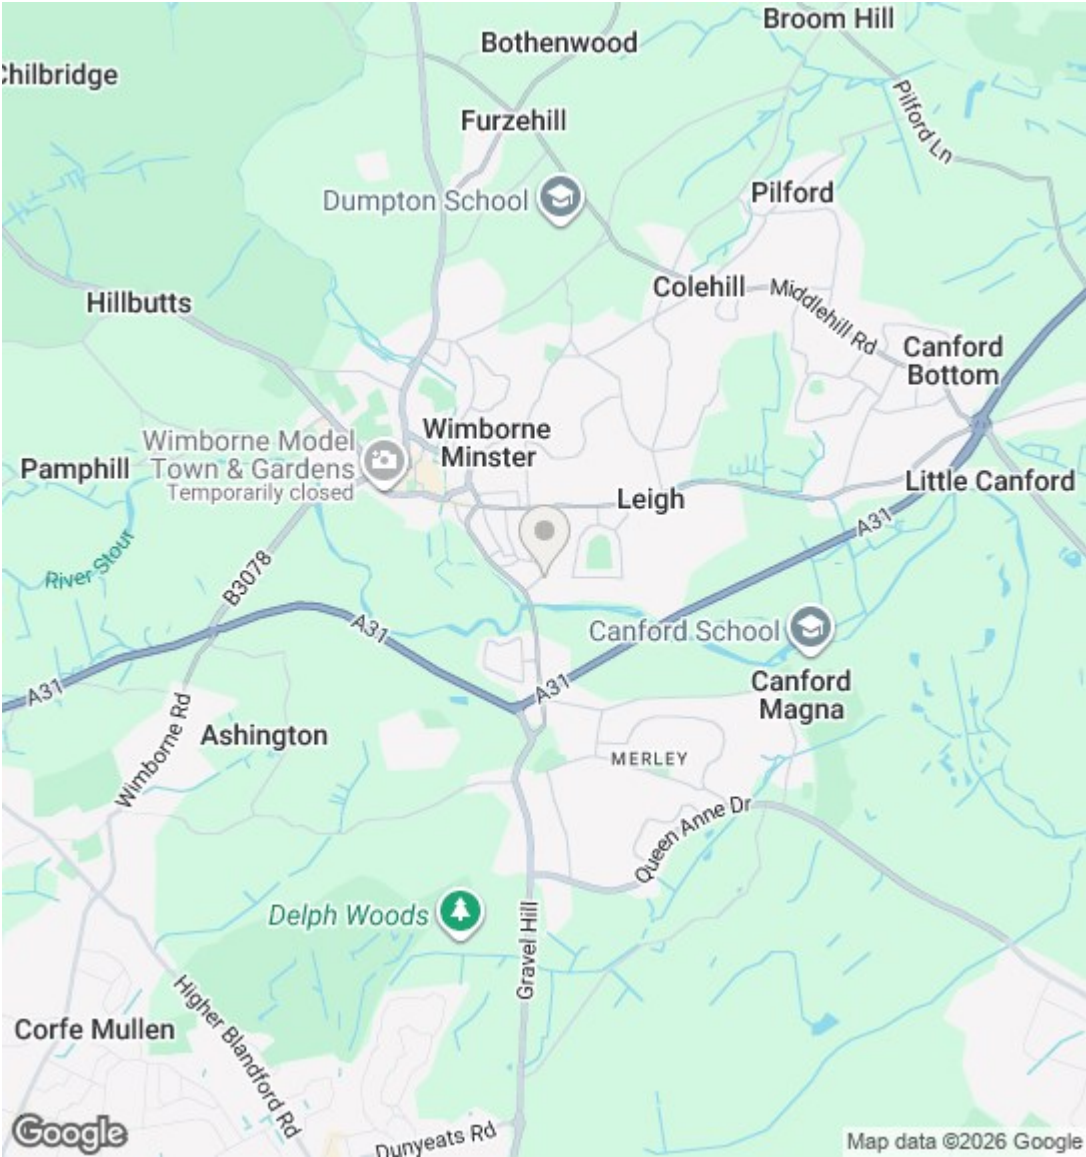 Broom Hill
Bothenwood
Chilbridge
Furzehill
Pilford Ln
Dumpton School
Pilford
Hillbutts
Colehill
Middlehill Rd
Canford
Bottom
Wimborne Model
Town & Gardens
Temporarily closed
Wimborne
Minster
Pamphill
Leigh
Little Canford
A31
River Stour
B3078
A31
Canford School
A31
A31
Canford
Magna
Wimborne Rd
Ashington
MERLEY
Queen Anne Dr
Delph Woods
Gravel Hill
Higher Blandford Rd
Corfe Mullen
Dunyeats Rd
Google
Map data ©2026 Google